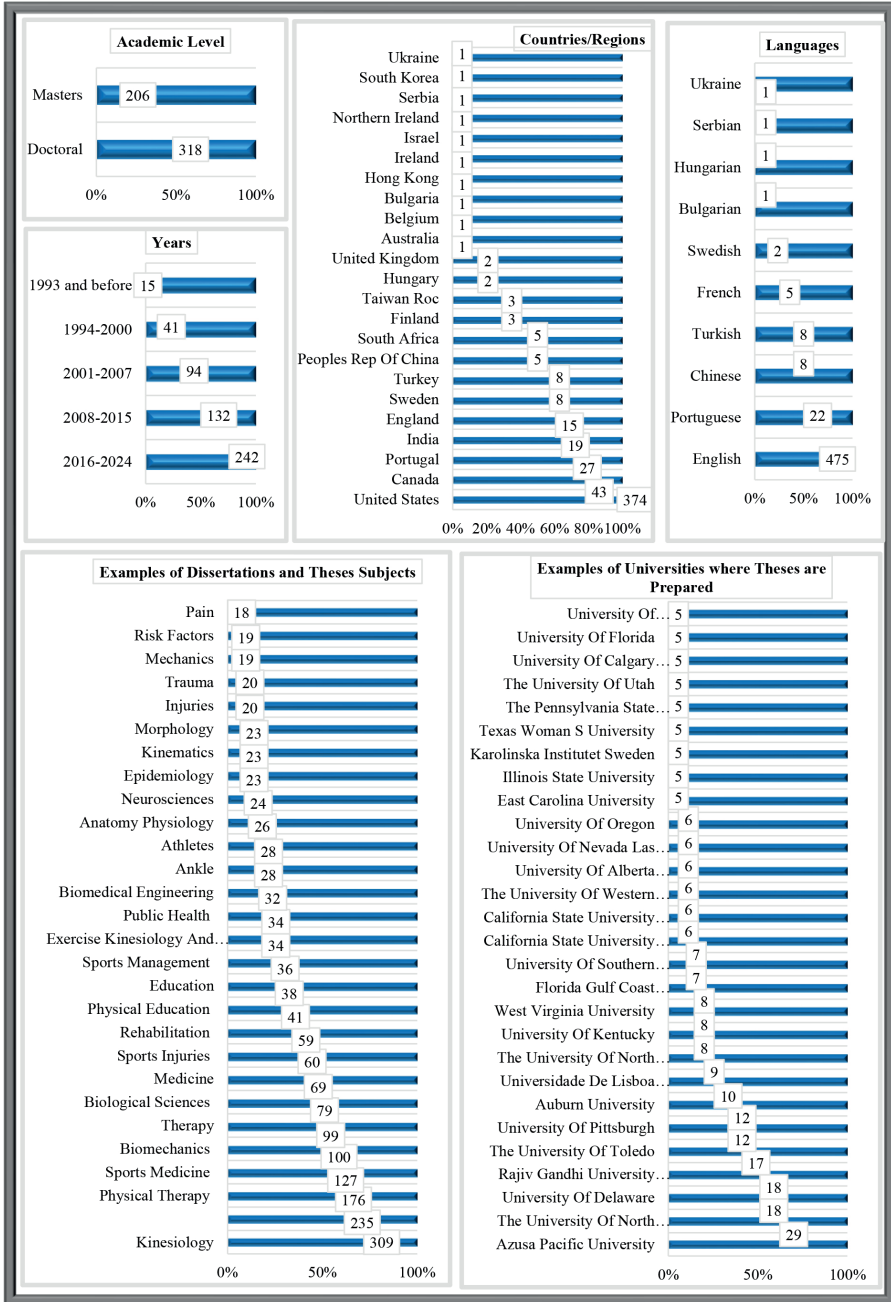 Academic Level
Masters 206
Doctoral 318
0% 50% 100%
Years
1993 and before 15
1994-2000 41
2001-2007 94
2008-2015 132
2016-2024 242
0% 50% 100%
Countries/Regions
Ukraine 1
South Korea 1
Serbia 1
Northern Ireland 1
Israel 1
Ireland 1
Hong Kong 1
Bulgaria 1
Belgium 1
Australia 1
United Kingdom 2
Hungary 2
Taiwan Roc 3
Finland 3
South Africa 5
Peoples Rep Of China 5
Turkey 8
Sweden 8
England 15
India 19
Portugal 27
Canada 43
United States 374
0% 20% 40% 60% 80% 100%
Languages
Ukraine 1
Serbian 1
Hungarian 1
Bulgarian 1
Swedish 2
French 5
Turkish 8
Chinese 8
Portuguese 22
English 475
0% 50% 100%
Examples of Dissertations and Theses Subjects
Pain 18
Risk Factors 19
Mechanics 19
Trauma 20
Injuries 20
Morphology 23
Kinematics 23
Epidemiology 23
Neurosciences 24
Anatomy Physiology 26
Athletes 28
Ankle 28
Biomedical Engineering 32
Public Health 34
Exercise Kinesiology And… 34
Sports Management 36
Education 38
Physical Education 41
Rehabilitation 59
Sports Injuries 60
Medicine 69
Biological Sciences 79
Therapy 99
Biomechanics 100
Sports Medicine 127
Physical Therapy 176
235
Kinesiology 309
0% 50% 100%
Examples of Universities where Theses are
Prepared
University Of… 5
University Of Florida 5
University Of Calgary… 5
The University Of Utah 5
The Pennsylvania State… 5
Texas Woman S University 5
Karolinska Institutet Sweden 5
Illinois State University 5
East Carolina University 5
University Of Oregon 6
University Of Nevada Las… 6
University Of Alberta… 6
The University Of Western… 6
California State University… 6
California State University… 6
University Of Southern… 7
Florida Gulf Coast… 7
West Virginia University 8
University Of Kentucky 8
The University Of North… 8
Universidade De Lisboa… 9
Auburn University 10
University Of Pittsburgh 12
The University Of Toledo 12
Rajiv Gandhi University… 17
University Of Delaware 18
The University Of North… 18
Azusa Pacific University 29
0% 50% 100%